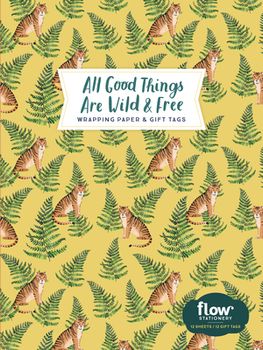 All Good Things
Are Wild & Free
WRAPPING PAPER & GIFT TAGS
flow
STATIONERY
12 SHEETS / 12 GIFT TAGS